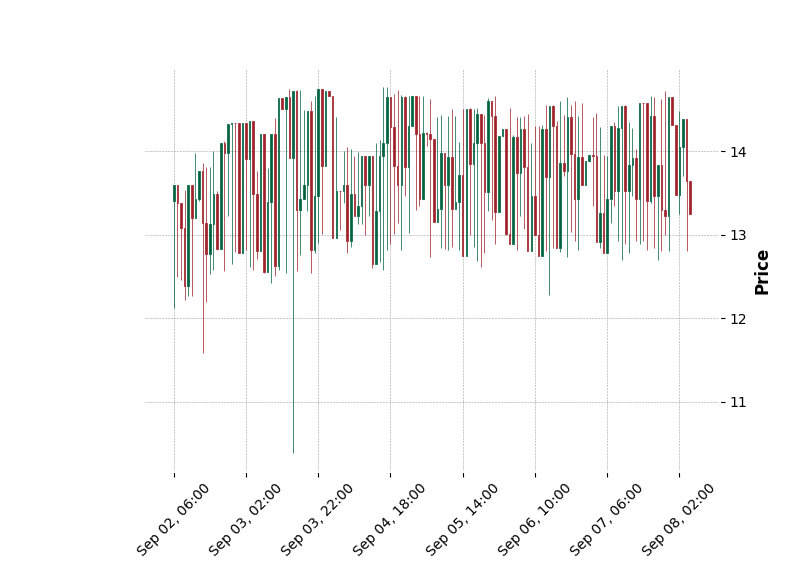 14
13
12
11
Price
Sep 02, 06:00
Sep 03, 02:00
Sep 03, 22:00
Sep 04, 18:00
Sep 05, 14:00
Sep 06, 10:00
Sep 07, 06:00
Sep 08, 02:00